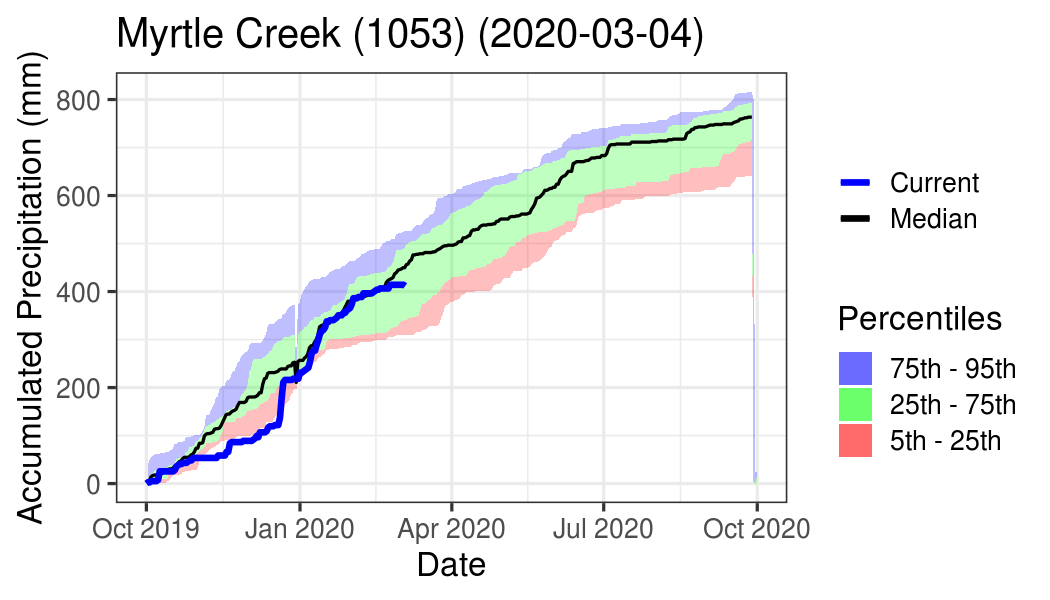 Myrtle Creek (1053) (2020-03-04)
Accumulated Precipitation (mm)
800
600
400
200
0
Oct 2019
Jan 2020
Apr 2020
Jul 2020
Oct 2020
Date
Current
Median
Percentiles
75th - 95th
25th - 75th
5th - 25th